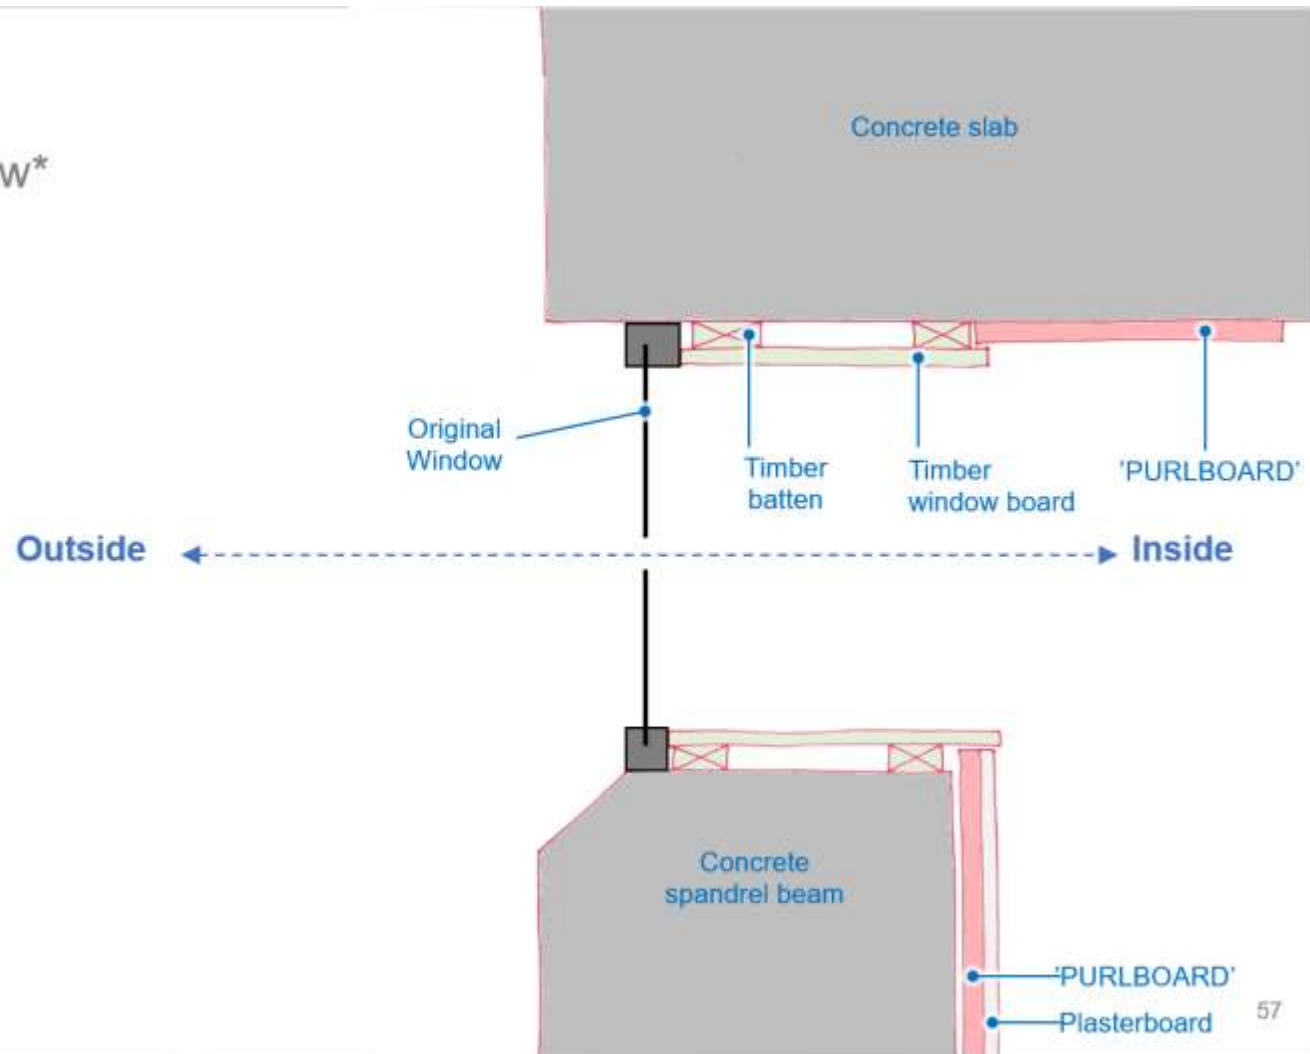 Concrete slab
w*
Original
Window
Timber
batten
Timber
window board
'PURLBOARD'
Outside
Inside
Concrete
spandrel beam
'PURLBOARD'
Plasterboard
57